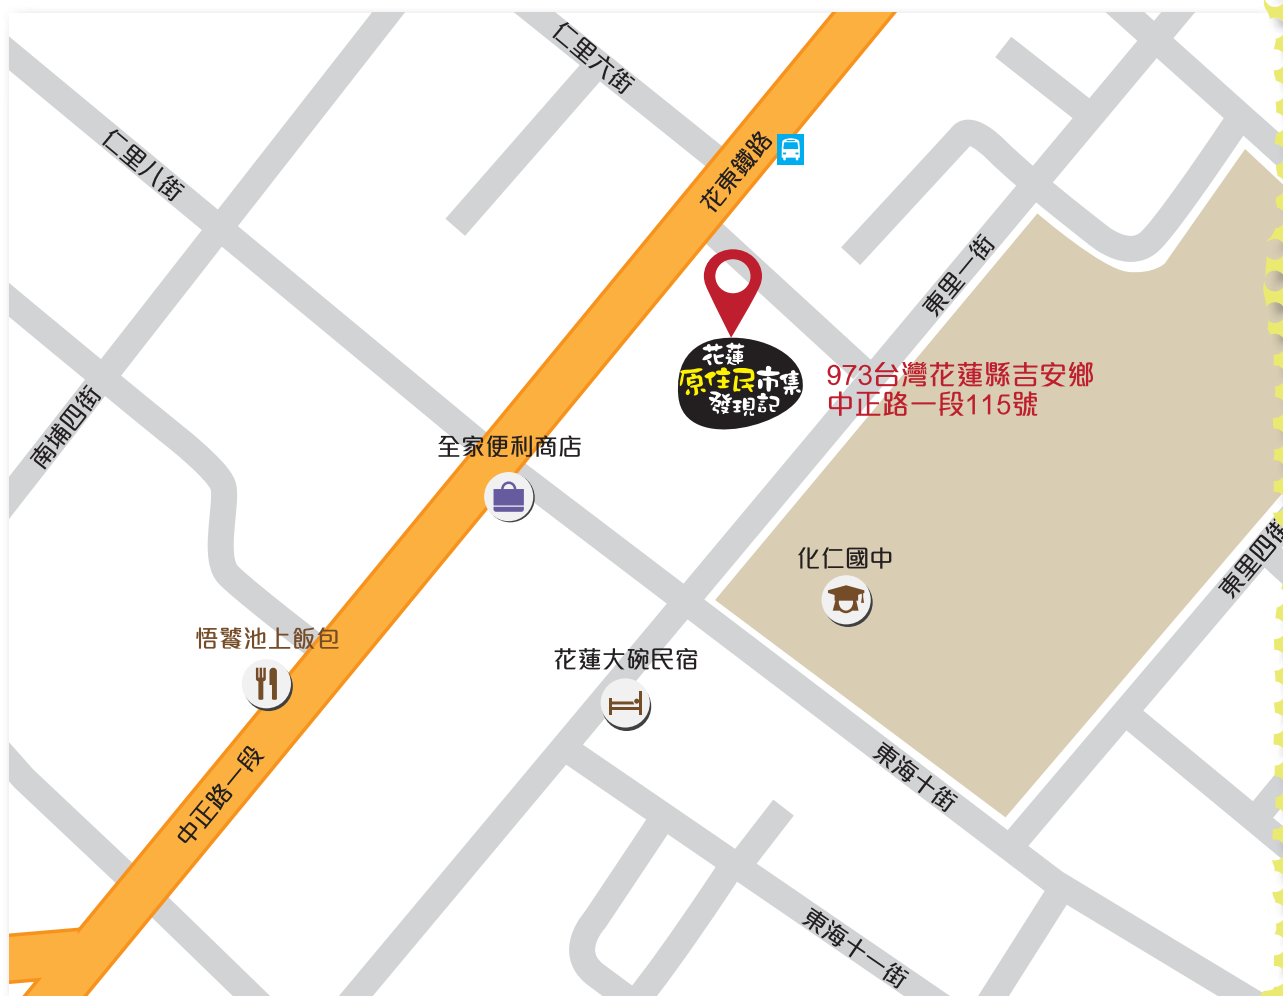 仁里六街
仁里八街
花東鐵路
東里一街
花蓮
原住民市集
發現記
973台灣花蓮縣吉安鄉
中正路一段115號
南埔四街
全家便利商店
化仁國中
東里四街
悟饕池上飯包
花蓮大碗民宿
中正路一段
東海十街
東海十一街